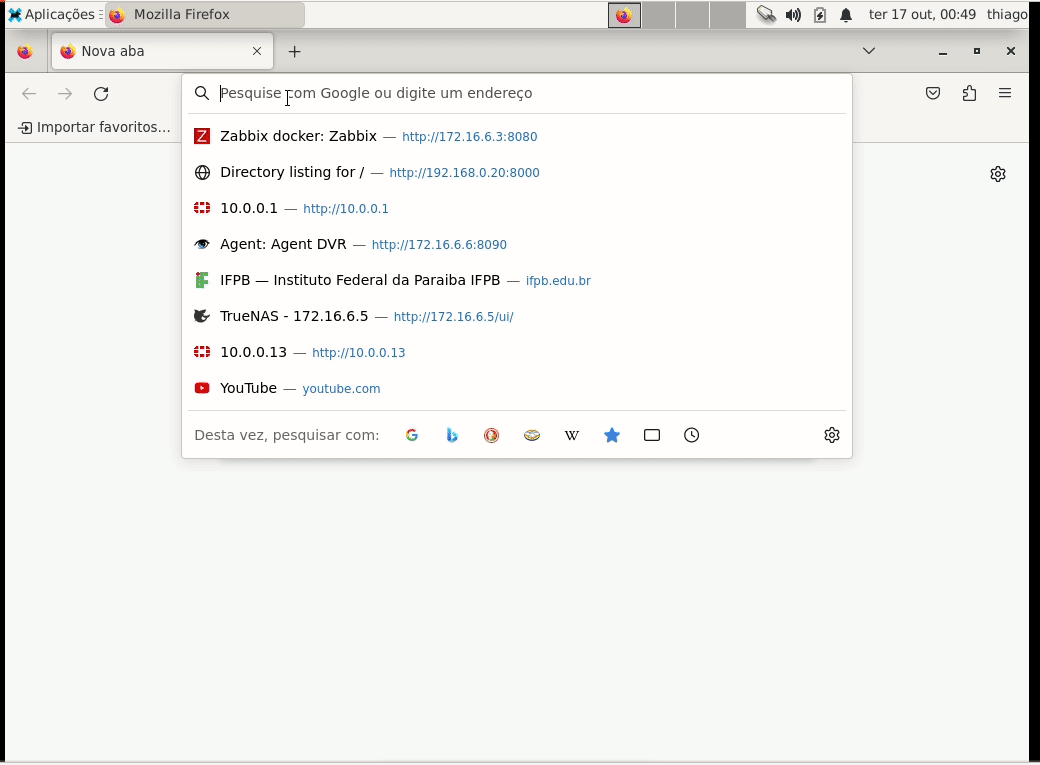 Aplicações
Mozilla Firefox
ter 17 out, 00:49 thiago
Nova aba
Pesquise com Google ou digite um endereço
Importar favoritos...
Zabbix docker: Zabbix — http://172.16.6.3:8080
Directory listing for / — http://192.168.0.20:8000
10.0.0.1 — http://10.0.0.1
Agent: Agent DVR — http://172.16.6.6:8090
IFPB — Instituto Federal da Paraiba IFPB — ifpb.edu.br
TrueNAS - 172.16.6.5 — http://172.16.6.5/ui/
10.0.0.13 — http://10.0.0.13
YouTube — youtube.com
Desta vez, pesquisar com: